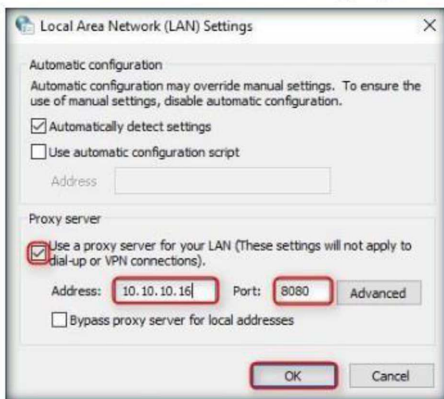 Local Area Network (LAN) Settings
Automatic configuration
Automatic configuration may override manual settings. To ensure the
use of manual settings, disable automatic configuration.
Automatically detect settings
Use automatic configuration script
Address
Proxy server
Use a proxy server for your LAN (These settings will not apply to
dial-up or VPN connections).
Address: 10.10.10.16 Port: 8080 Advanced
Bypass proxy server for local addresses
OK Cancel